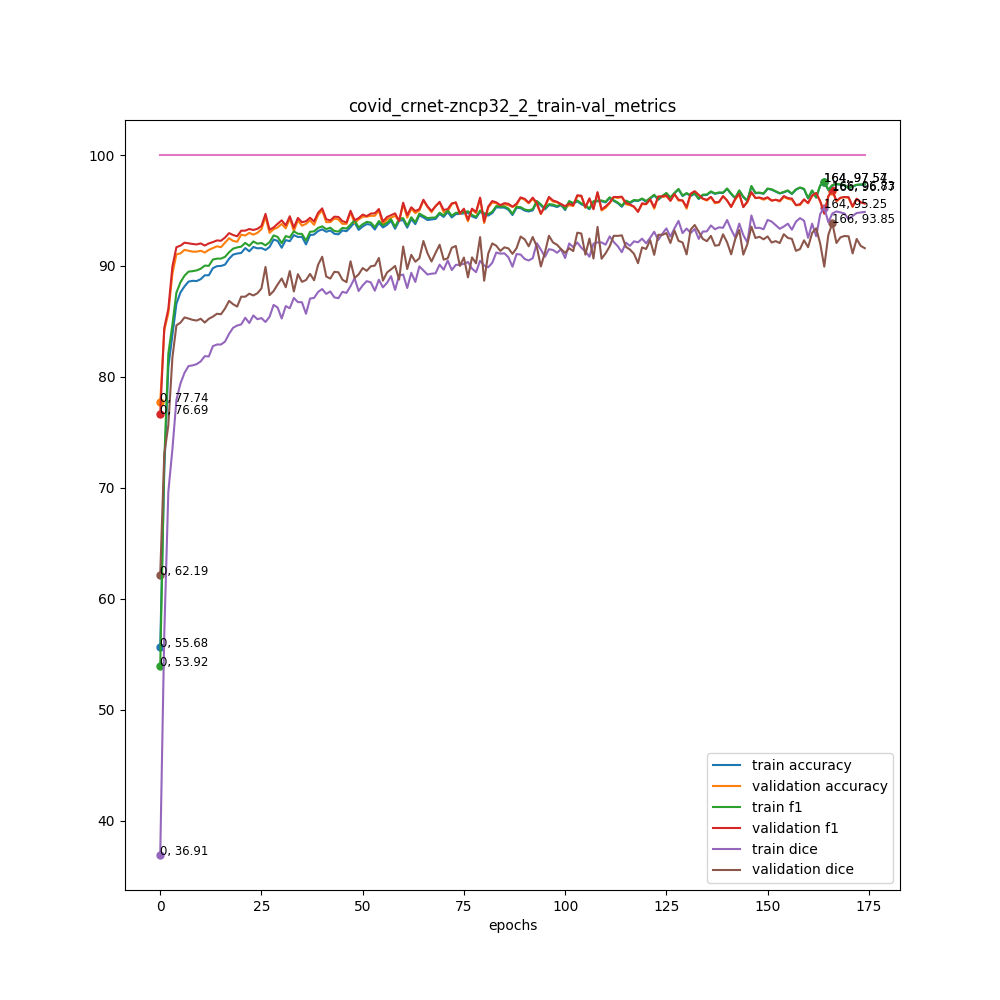 covid_crnet-zncp32_2_train-val_metrics
100
90
80
70
60
50
40
164, 95.25
166, 93.85
0, 77.74
0, 76.69
0, 62.19
0, 55.68
0, 53.92
0, 36.91
train accuracy
validation accuracy
train f1
validation f1
train dice
validation dice
0
25
50
75
100
125
150
175
epochs